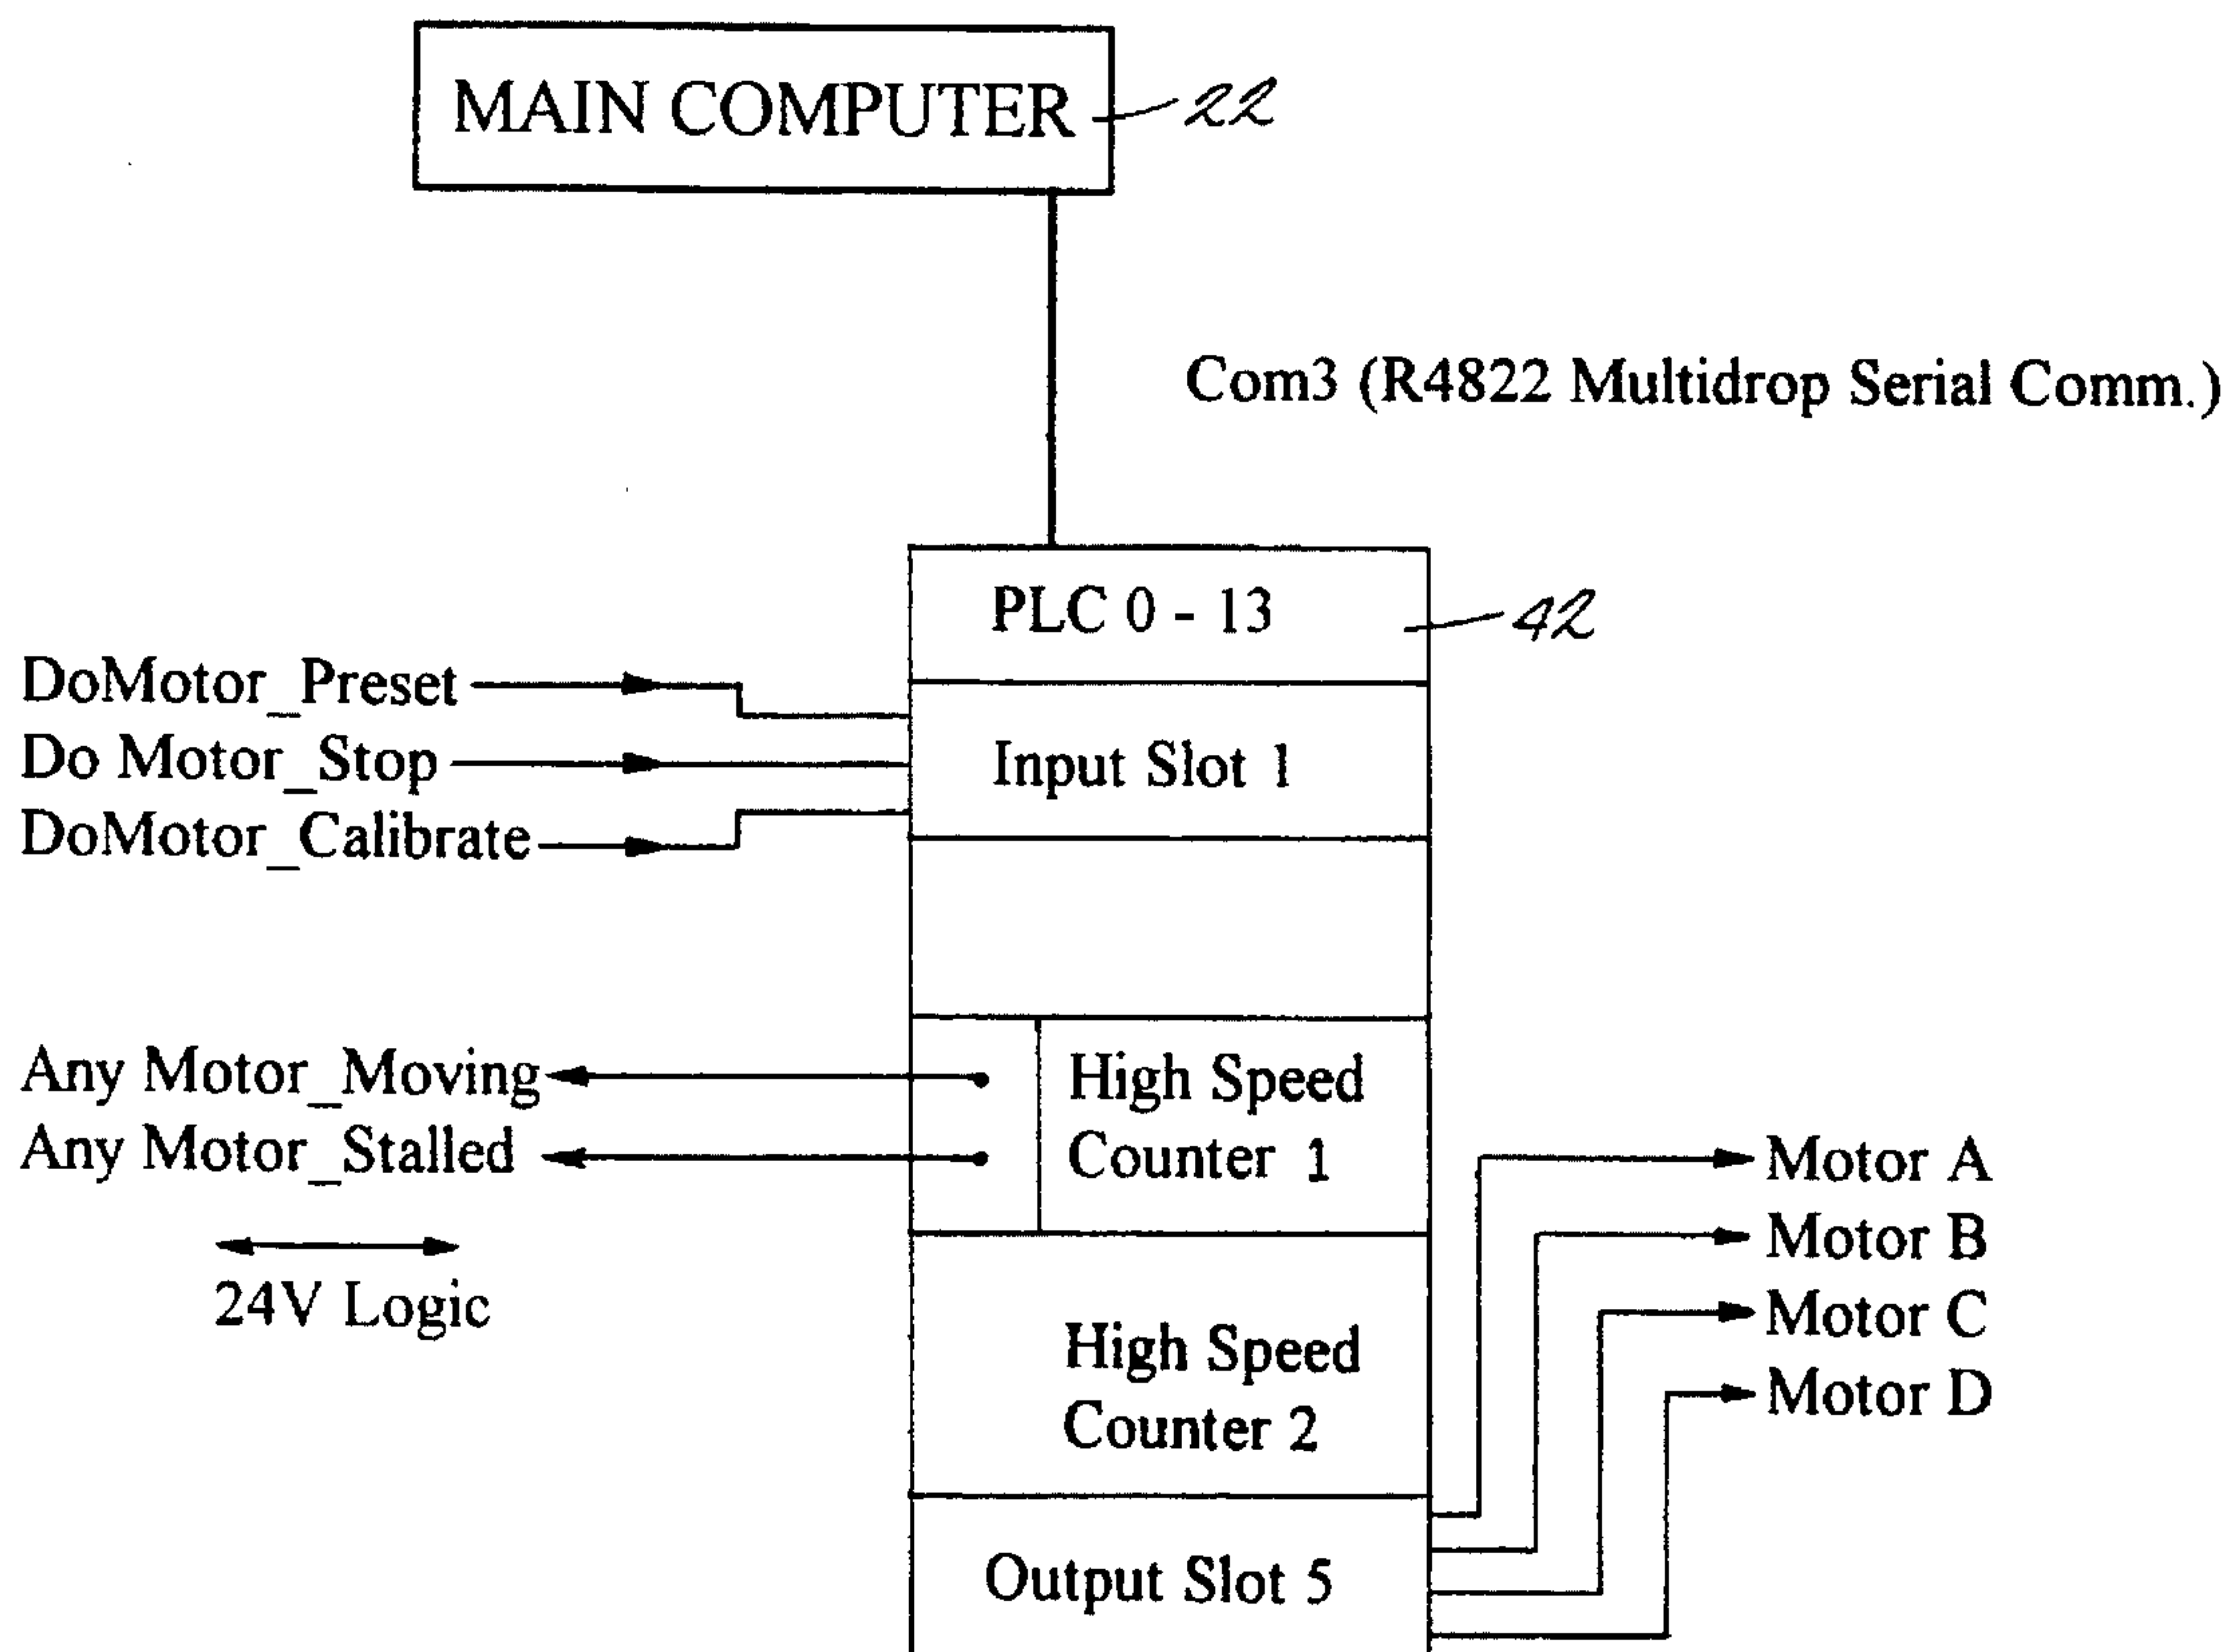 MAIN COMPUTER
22
Com3 (R4822 Multidrop Serial Comm.)
PLC 0 - 13
42
DoMotor_Preset
Do Motor_Stop
DoMotor_Calibrate
Input Slot 1
Any Motor_Moving
Any Motor_Stalled
24V Logic
High Speed
Counter 1
High Speed
Counter 2
Output Slot 5
Motor A
Motor B
Motor C
Motor D